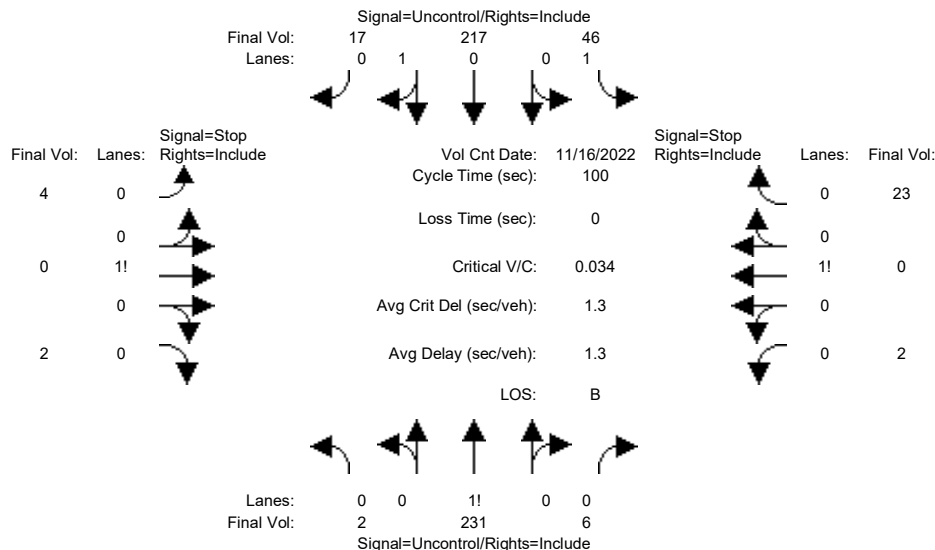 Signal=Uncontrol/Rights=Include
Final Vol: 17 217 46
Lanes: 0 1 0 0 1
Signal=Stop Signal=Stop
Final Vol: Lanes: Rights=Include Vol Cnt Date: 11/16/2022 Rights=Include Lanes: Final Vol:
Cycle Time (sec): 100
4 0 0 23
Loss Time (sec): 0
0 0
0 1! Critical V/C: 0.034 1! 0
0 Avg Crit Del (sec/veh): 1.3 0
2 0 Avg Delay (sec/veh): 1.3 0 2
LOS: B
Lanes: 0 0 1! 0 0
Final Vol: 2 231 6
Signal=Uncontrol/Rights=Include